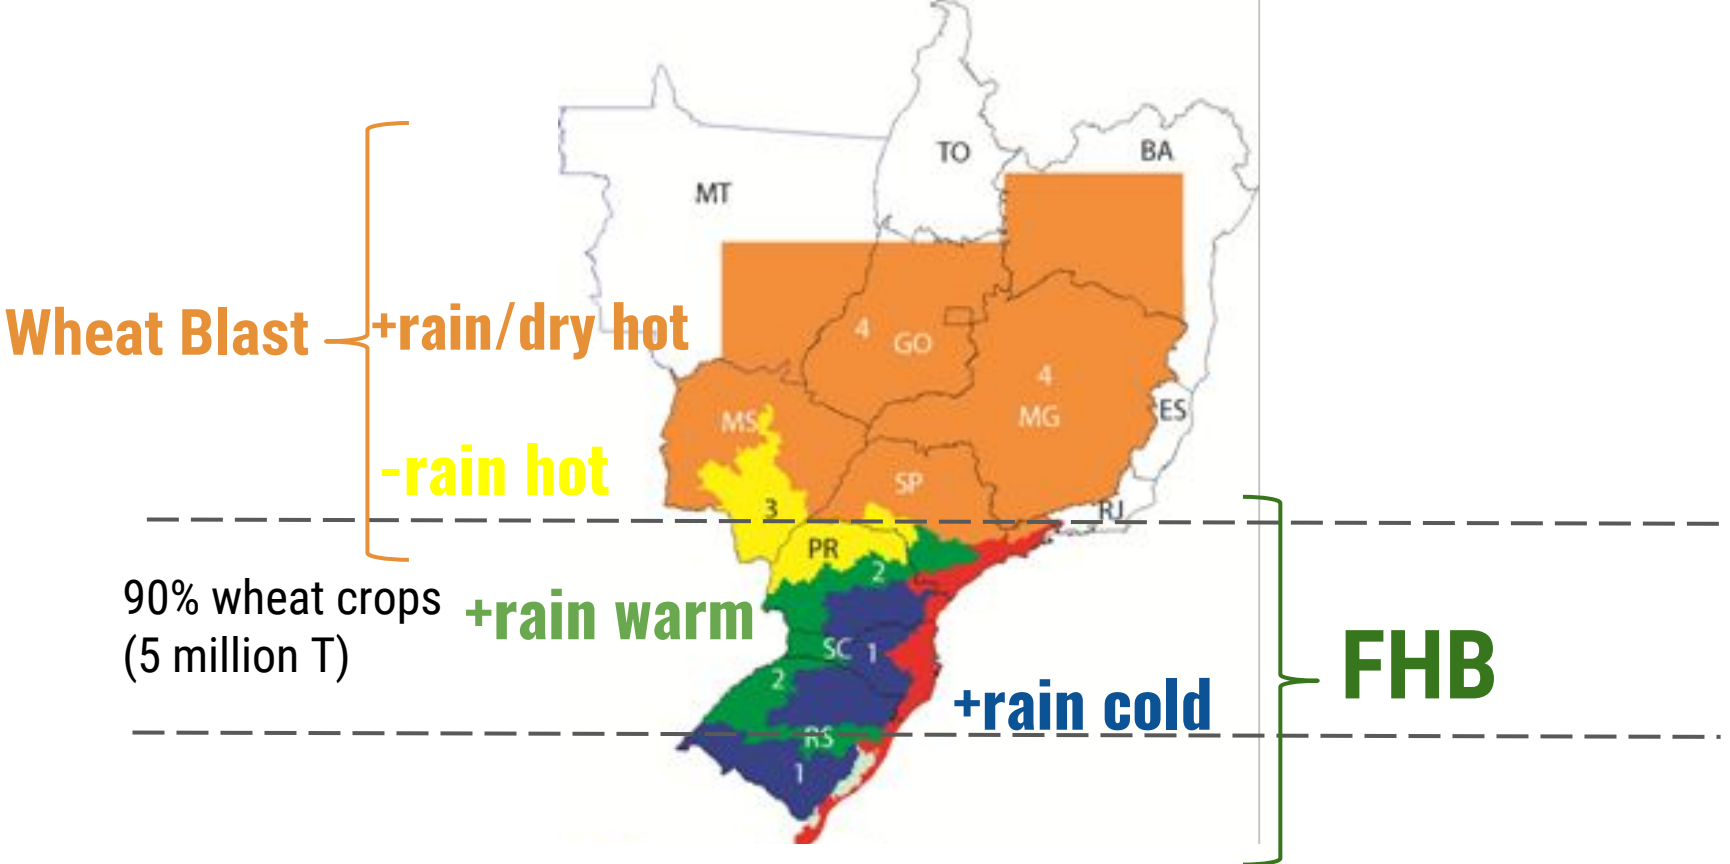 TO
BA
MT
Wheat Blast
+rain/dry hot
4
GO
4
MG
ES
MS
-rain hot
SP
3
RJ
PR
2
90% wheat crops
(5 million T)
+rain warm
SC
1
2
FHB
+rain cold
RS
1